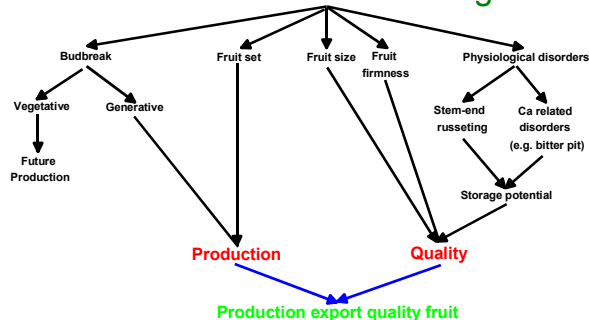 Budbreak
Fruit set
Fruit size
Fruit
firmness
Physiological disorders
Vegetative
Generative
Stem-end
russeting
Ca related
disorders
(e.g. bitter pit)
Future
Production
Storage potential
Production
Quality
Production export quality fruit